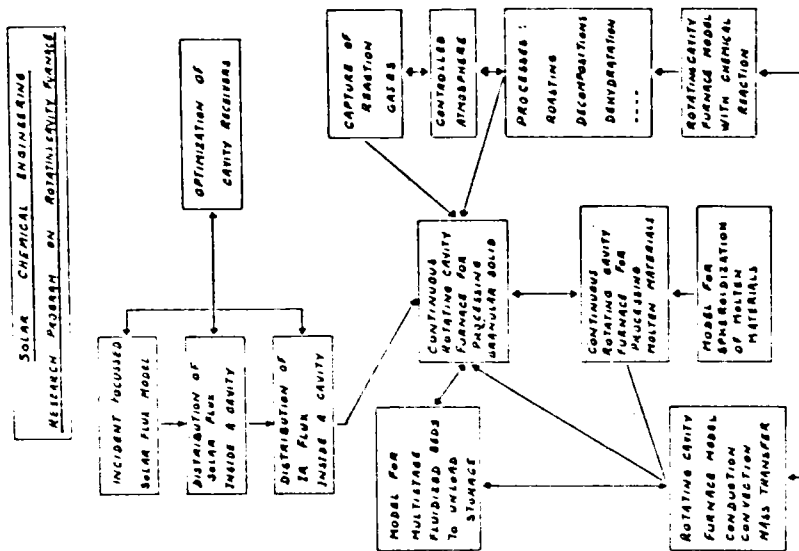 SOLAR CHEMICAL ENGINEERING
RESEARCH PROGRAM ON ROTATING CAVITY FURNACE
INCIDENT FOCUSSED
SOLAR FLUX MODEL
DISTRIBUTION OF
SOLAR FLUX
INSIDE A CAVITY
DISTRIBUTION OF
IR FLUX
INSIDE A CAVITY
OPTIMIZATION OF
CAVITY RECEIVERS
MODEL FOR
MULTISTAGE
FLUIDIZED BEDS
TO UNLOAD
STORAGE
CONTINUOUS
ROTATING CAVITY
FURNACE FOR
PROCESSING
GRANULAR SOLID
CAPTURE OF
REACTION
GASES
CONTROLLED
ATMOSPHERE
PROCESSES :
ROASTING
DECOMPOSITIONS
DEHYDRATATION
....
CONTINUOUS
ROTATING CAVITY
FURNACE FOR
PROCESSING
MOLTEN MATERIALS
ROTATING CAVITY
FURNACE MODEL
CONDUCTION
CONVECTION
MASS TRANSFER
MODEL FOR
SPHEROIDIZATION
OF MOLTEN
MATERIALS
ROTATING CAVITY
FURNACE MODEL
WITH CHEMICAL
REACTION